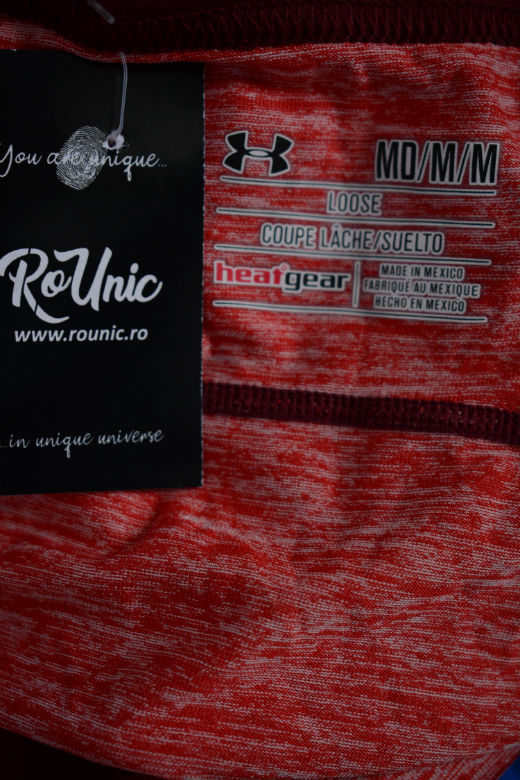 You are unique...
RoUnic
www.rounic.ro
...in unique universe
MD/M/M
LOOSE
COUPE LÂCHE/SUELTO
heatgear
MADE IN MEXICO
FABRIQUÉ AU MEXIQUE
HECHO EN MEXICO